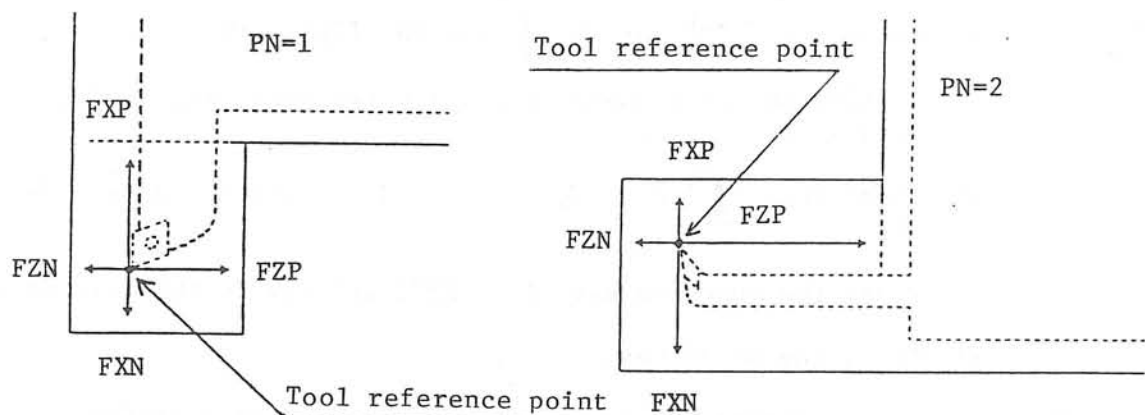 PN=1
FXP
FZN
FZP
FXN
Tool reference point
Tool reference point
PN=2
FXP
FZP
FZN
FXN